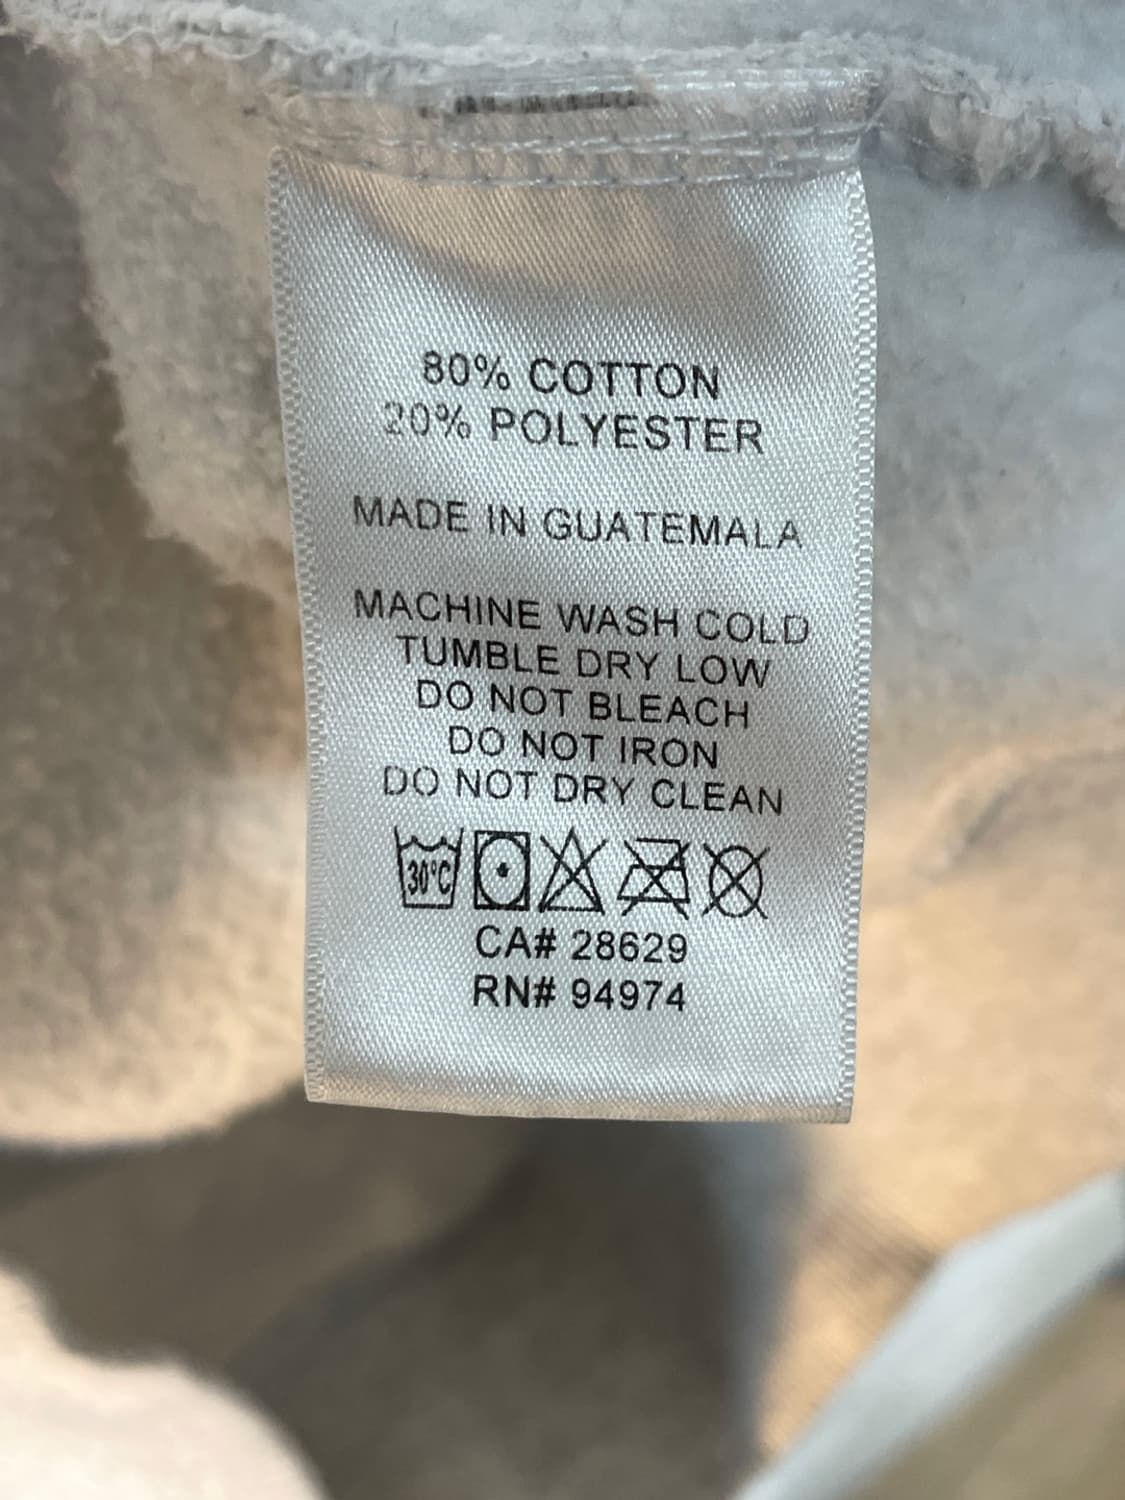 80% COTTON
20% POLYESTER
MADE IN GUATEMALA
MACHINE WASH COLD
TUMBLE DRY LOW
DO NOT BLEACH
DO NOT IRON
DO NOT DRY CLEAN
30°C
CA# 28629
RN# 94974